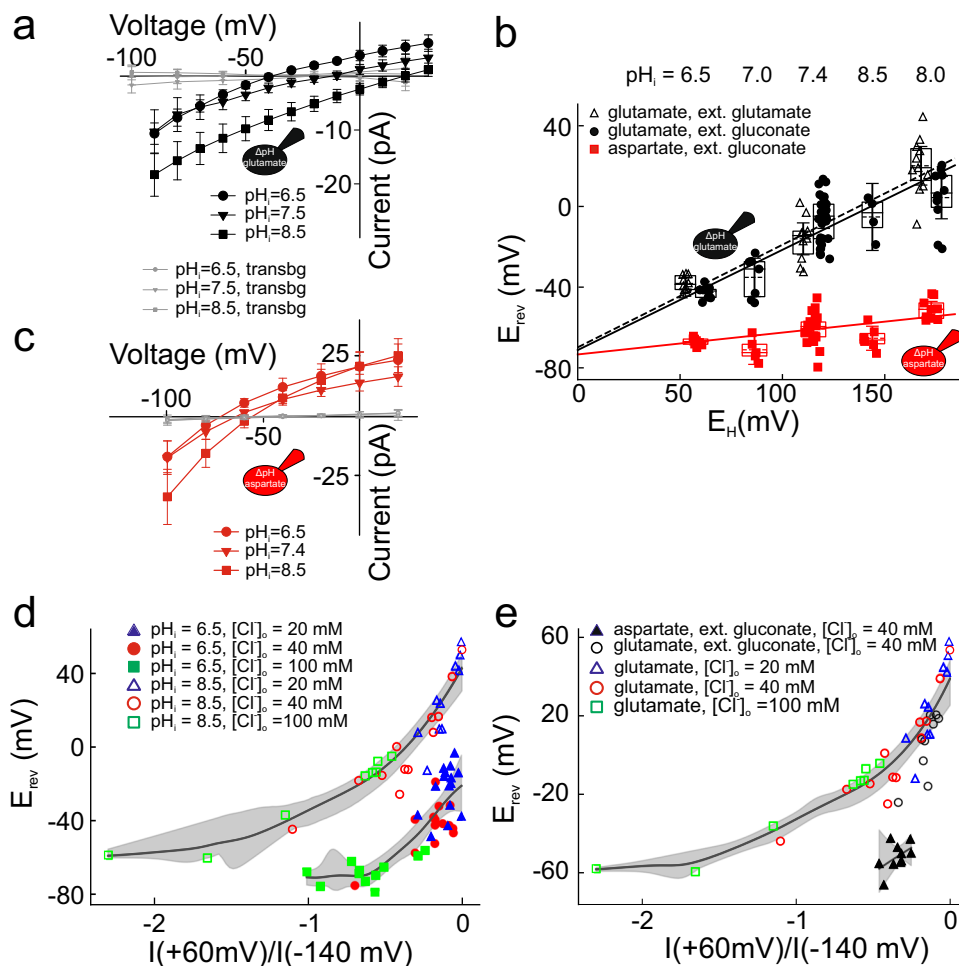 a
Voltage (mV)
-100
-50
-10
-20
Current (pA)
ΔpH
glutamate
pHi=6.5
pHi=7.5
pHi=8.5
pHi=6.5, transbg
pHi=7.5, transbg
pHi=8.5, transbg
b
pHi = 6.5 7.0 7.4 8.5 8.0
glutamate, ext. glutamate
glutamate, ext. gluconate
aspartate, ext. gluconate
40
0
-40
-80
Erev (mV)
ΔpH
glutamate
ΔpH
aspartate
0 50 100 150
EH(mV)
c
Voltage (mV)
-100
-50
25
-25
Current (pA)
ΔpH
aspartate
pHi=6.5
pHi=7.4
pHi=8.5
d
pHi = 6.5, [Cl]o = 20 mM
pHi = 6.5, [Cl]o = 40 mM
pHi = 6.5, [Cl]o = 100 mM
pHi = 8.5, [Cl]o = 20 mM
pHi = 8.5, [Cl]o = 40 mM
pHi = 8.5, [Cl]o =100 mM
40
0
-40
-80
Erev (mV)
-2 -1 0
I(+60mV)/I(-140 mV)
e
aspartate, ext. gluconate, [Cl]o = 40 mM
glutamate, ext. gluconate, [Cl]o = 40 mM
glutamate, [Cl]o = 20 mM
glutamate, [Cl]o = 40 mM
glutamate, [Cl]o =100 mM
60
20
-20
-60
Erev (mV)
-2 -1 0
I(+60mV)/I(-140 mV)